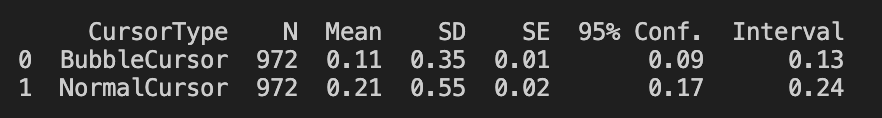 CursorType N Mean SD SE 95% Conf. Interval
0 BubbleCursor 972 0.11 0.35 0.01 0.09 0.13
1 NormalCursor 972 0.21 0.55 0.02 0.17 0.24